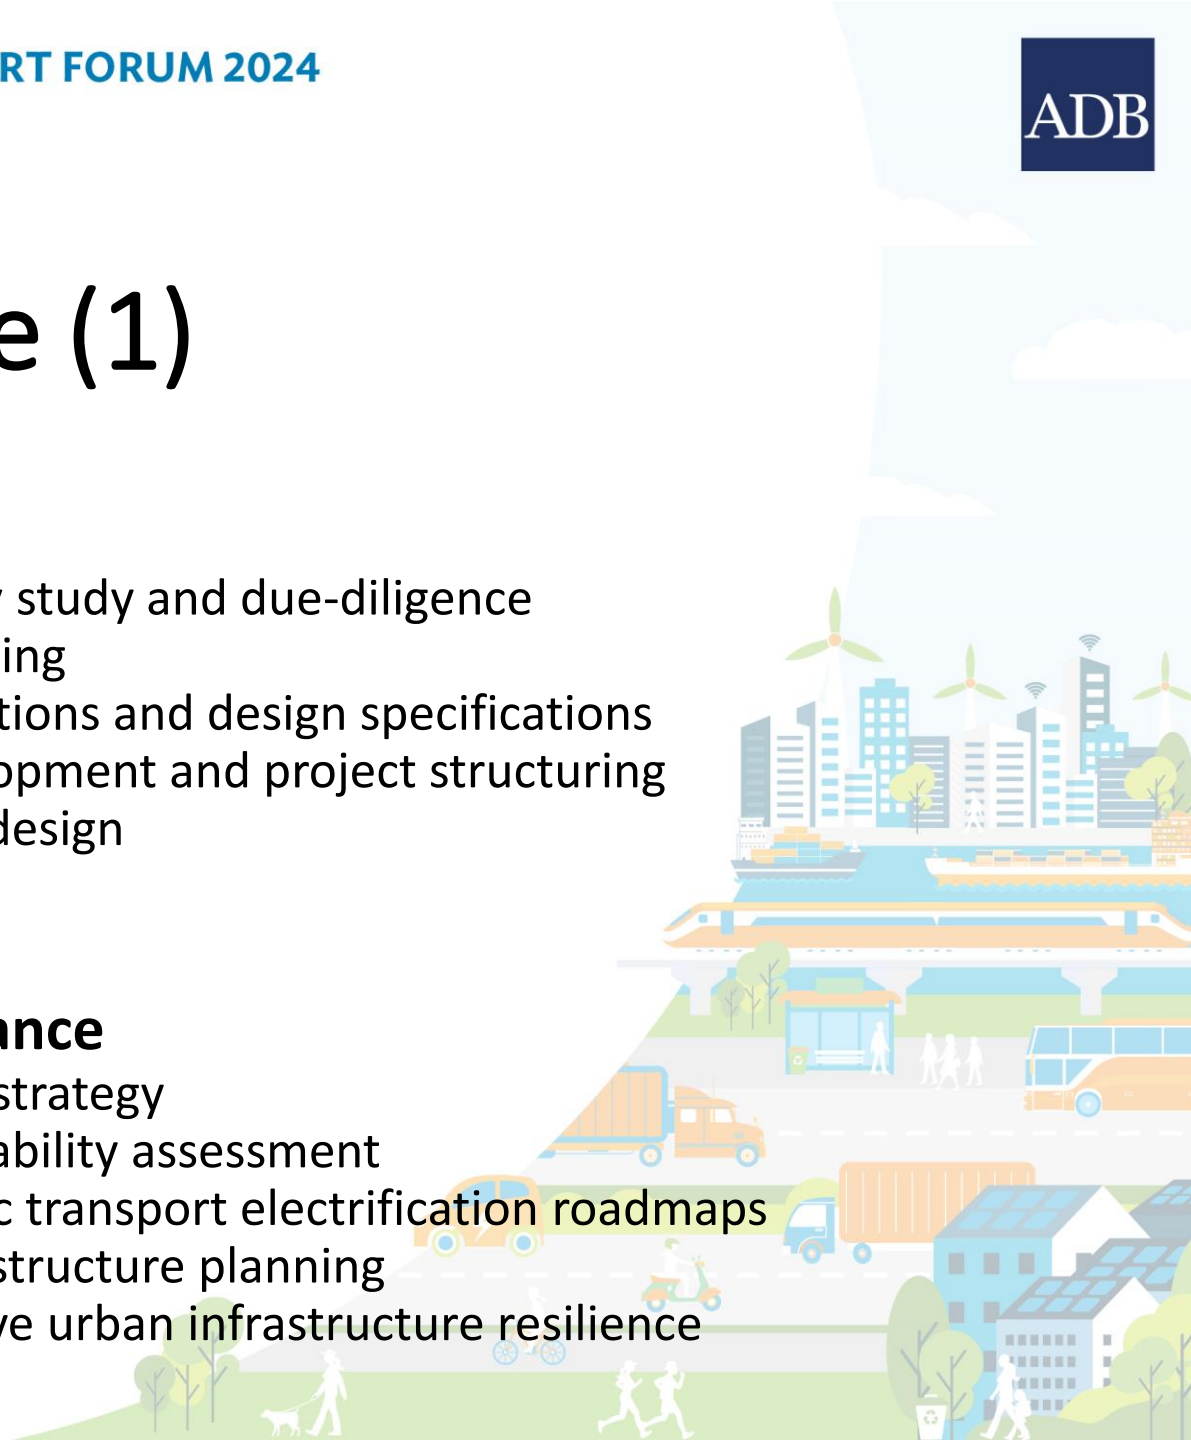 RT FORUM 2024
ADB
e (1)
study and due-diligence
ing
tions and design specifications
opment and project structuring
design
ance
strategy
ability assessment
c transport electrification roadmaps
structure planning
ve urban infrastructure resilience